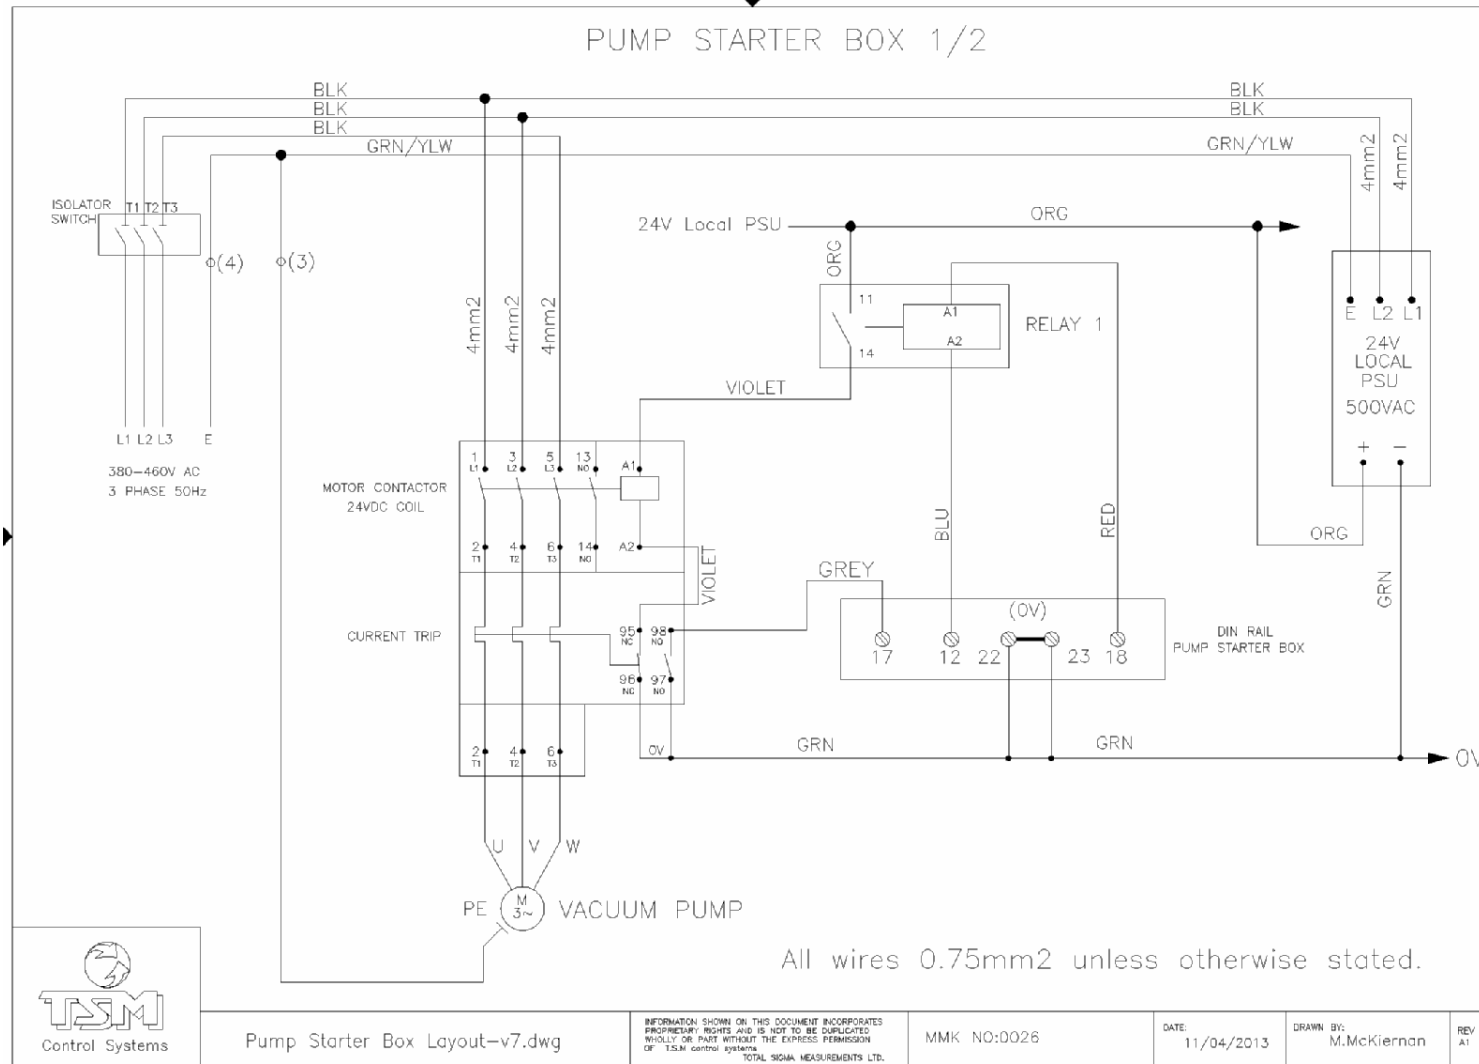 PUMP STARTER BOX 1/2
BLK
BLK
BLK
BLK
BLK
GRN/YLW
GRN/YLW
4mm2
4mm2
ISOLATOR
SWITCH
T1 T2 T3
24V Local PSU
ORG
ORG
(4)
(3)
11
14
A1
A2
RELAY 1
E L2 L1
24V
LOCAL
PSU
500VAC
+ −
4mm2
4mm2
4mm2
VIOLET
L1 L2 L3 E
380−460V AC
3 PHASE 50Hz
MOTOR CONTACTOR
24VDC COIL
1 3 5 13
L1 L2 L3 NO
A1
2 4 6 14 A2
T1 T2 T3 NO
VIOLET
BLU
RED
ORG
GRN
GREY
CURRENT TRIP
95 98
NC NO
96 97
NC NO
(0V)
17 12 22 23 18
DIN RAIL
PUMP STARTER BOX
2 4 6
T1 T2 T3
0V
GRN
GRN
0V
U V W
PE
M
3~
VACUUM PUMP
All wires 0.75mm2 unless otherwise stated.
TSM
Control Systems
Pump Starter Box Layout−v7.dwg
INFORMATION SHOWN ON THIS DOCUMENT INCORPORATES
PROPRIETARY RIGHTS AND IS NOT TO BE DUPLICATED
WHOLLY OR PART WITHOUT THE EXPRESS PERMISSION
OF T.S.M control systems
TOTAL SIGMA MEASUREMENTS LTD.
MMK NO:0026
DATE:
11/04/2013
DRAWN BY:
M.McKiernan
REV
A1